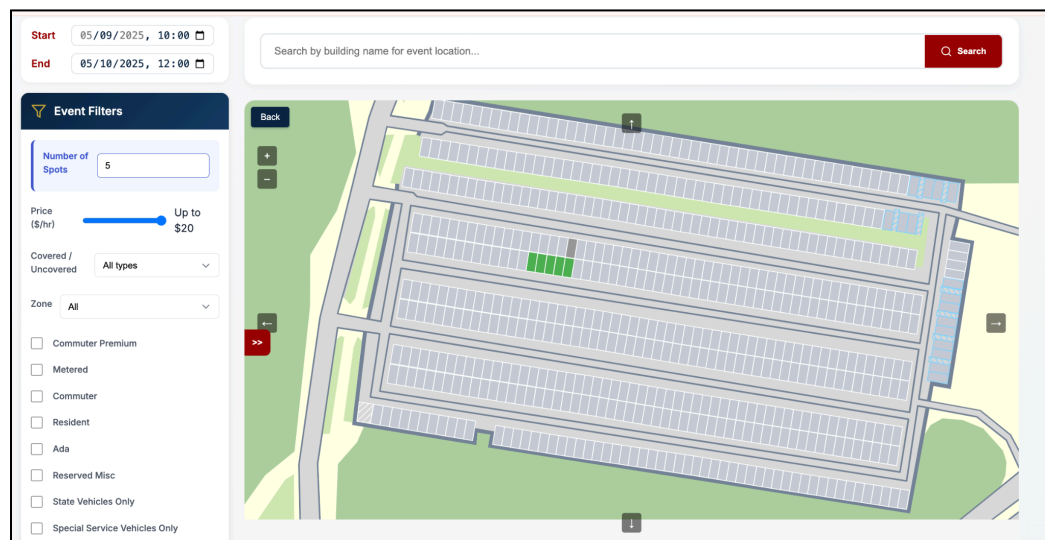 Start 05/09/2025, 10:00
End 05/10/2025, 12:00
Search by building name for event location...
Search
Event Filters
Number of
Spots
5
Price
($/hr)
Up to
$20
Covered /
Uncovered
All types
Zone
All
Commuter Premium
Metered
Commuter
Resident
Ada
Reserved Misc
State Vehicles Only
Special Service Vehicles Only
Back
↑
+
−
←
→
>>
↓